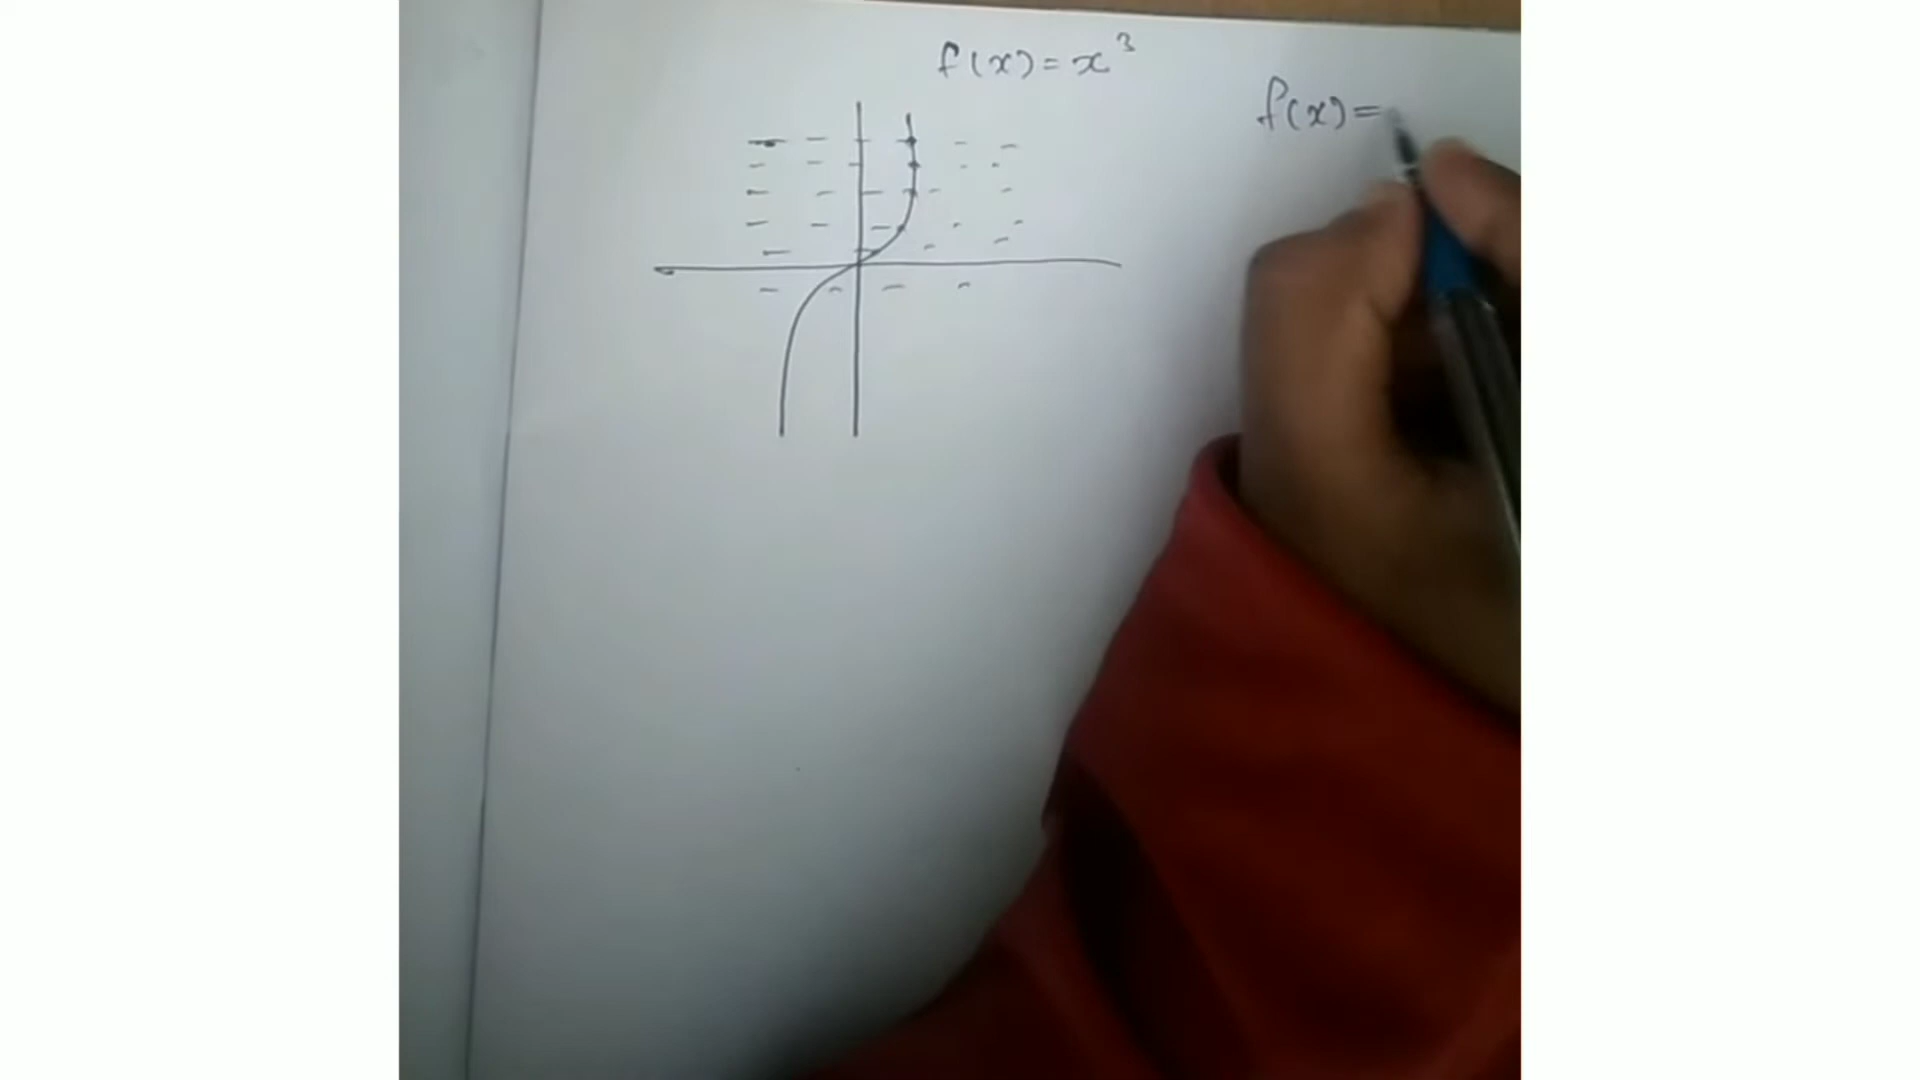 f(x) = x³
f(x) =